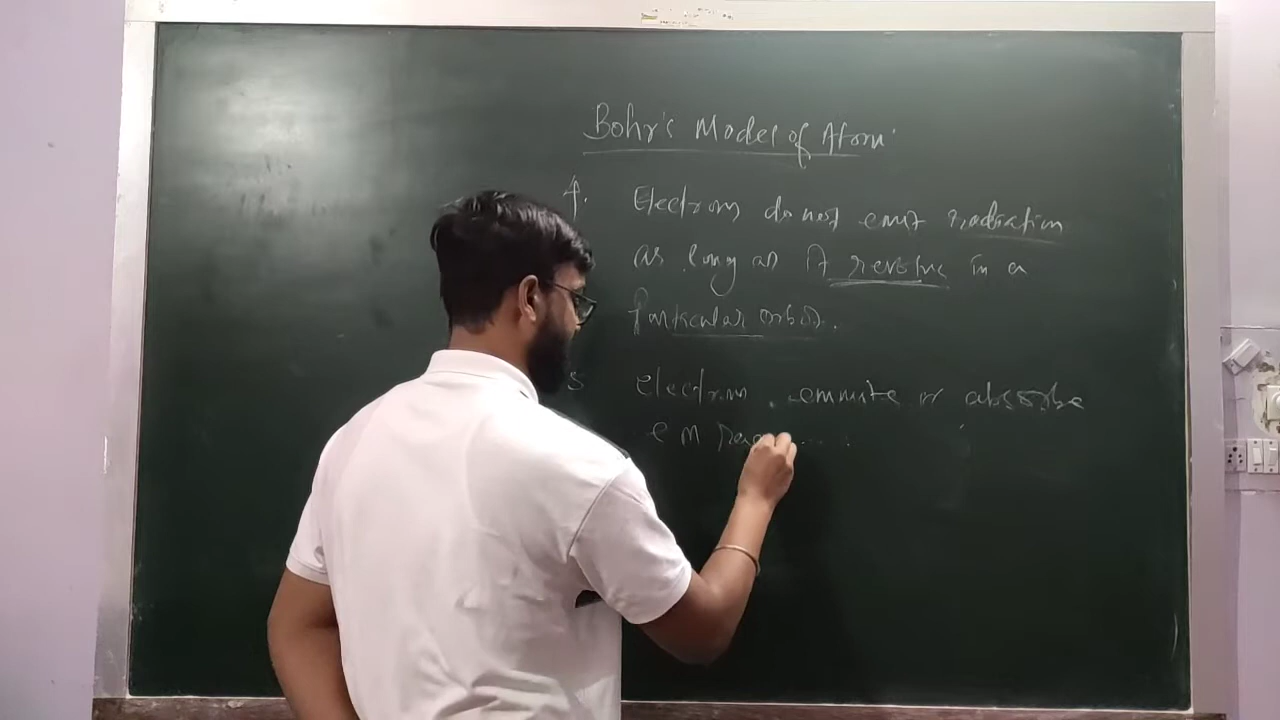 Bohr's Model of Atom
4. Electrons do not emit radiation
as long as it revolve in a
particular orbit.
5 electron emmite or absorbe
e m